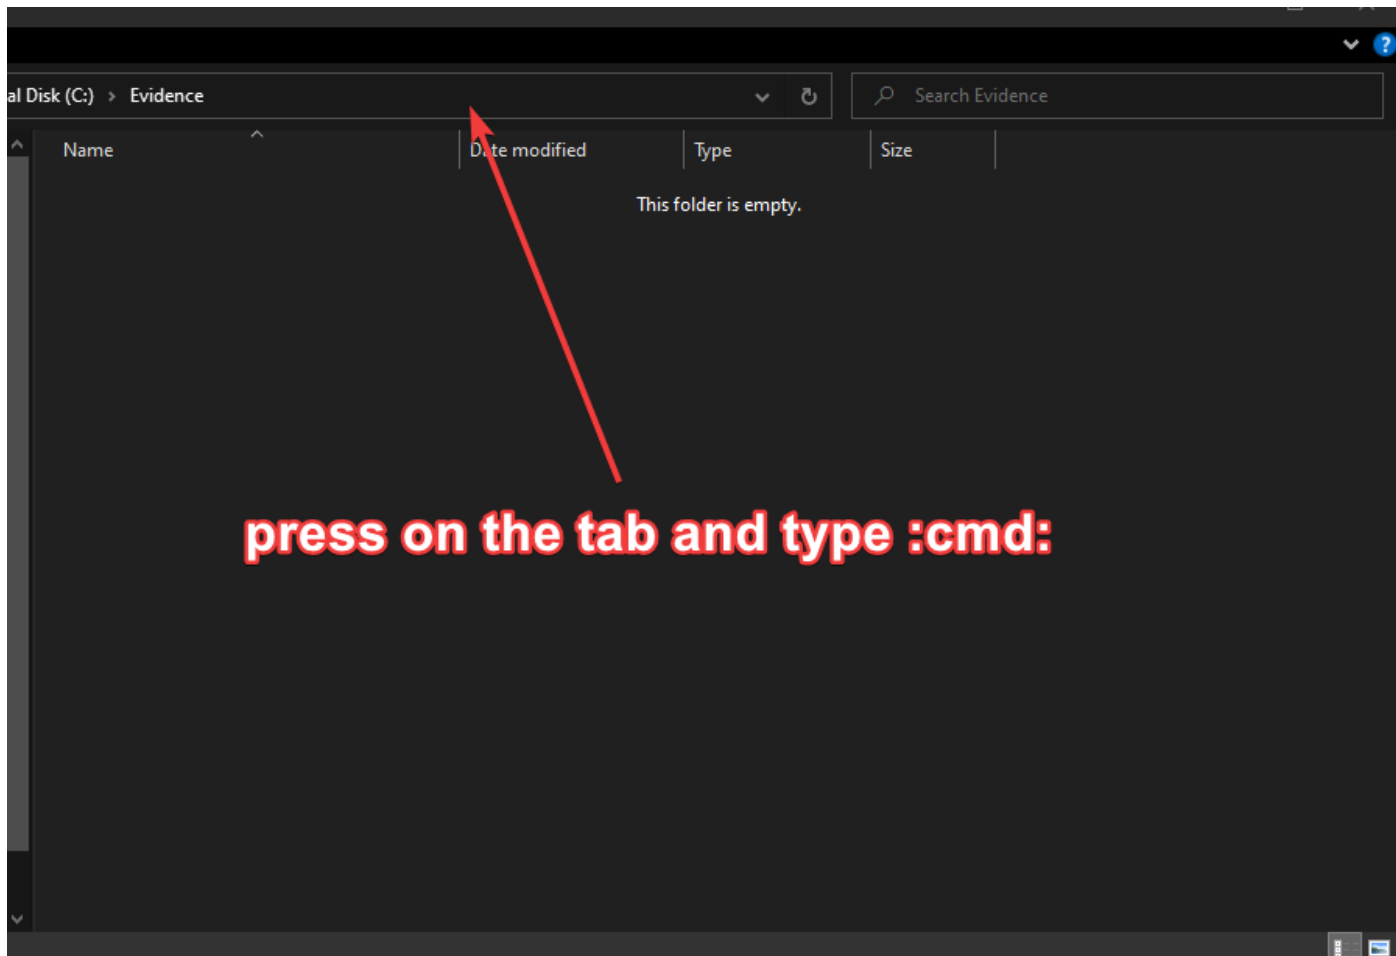 al Disk (C:) > Evidence
Search Evidence
Name Date modified Type Size
This folder is empty.
press on the tab and type :cmd: